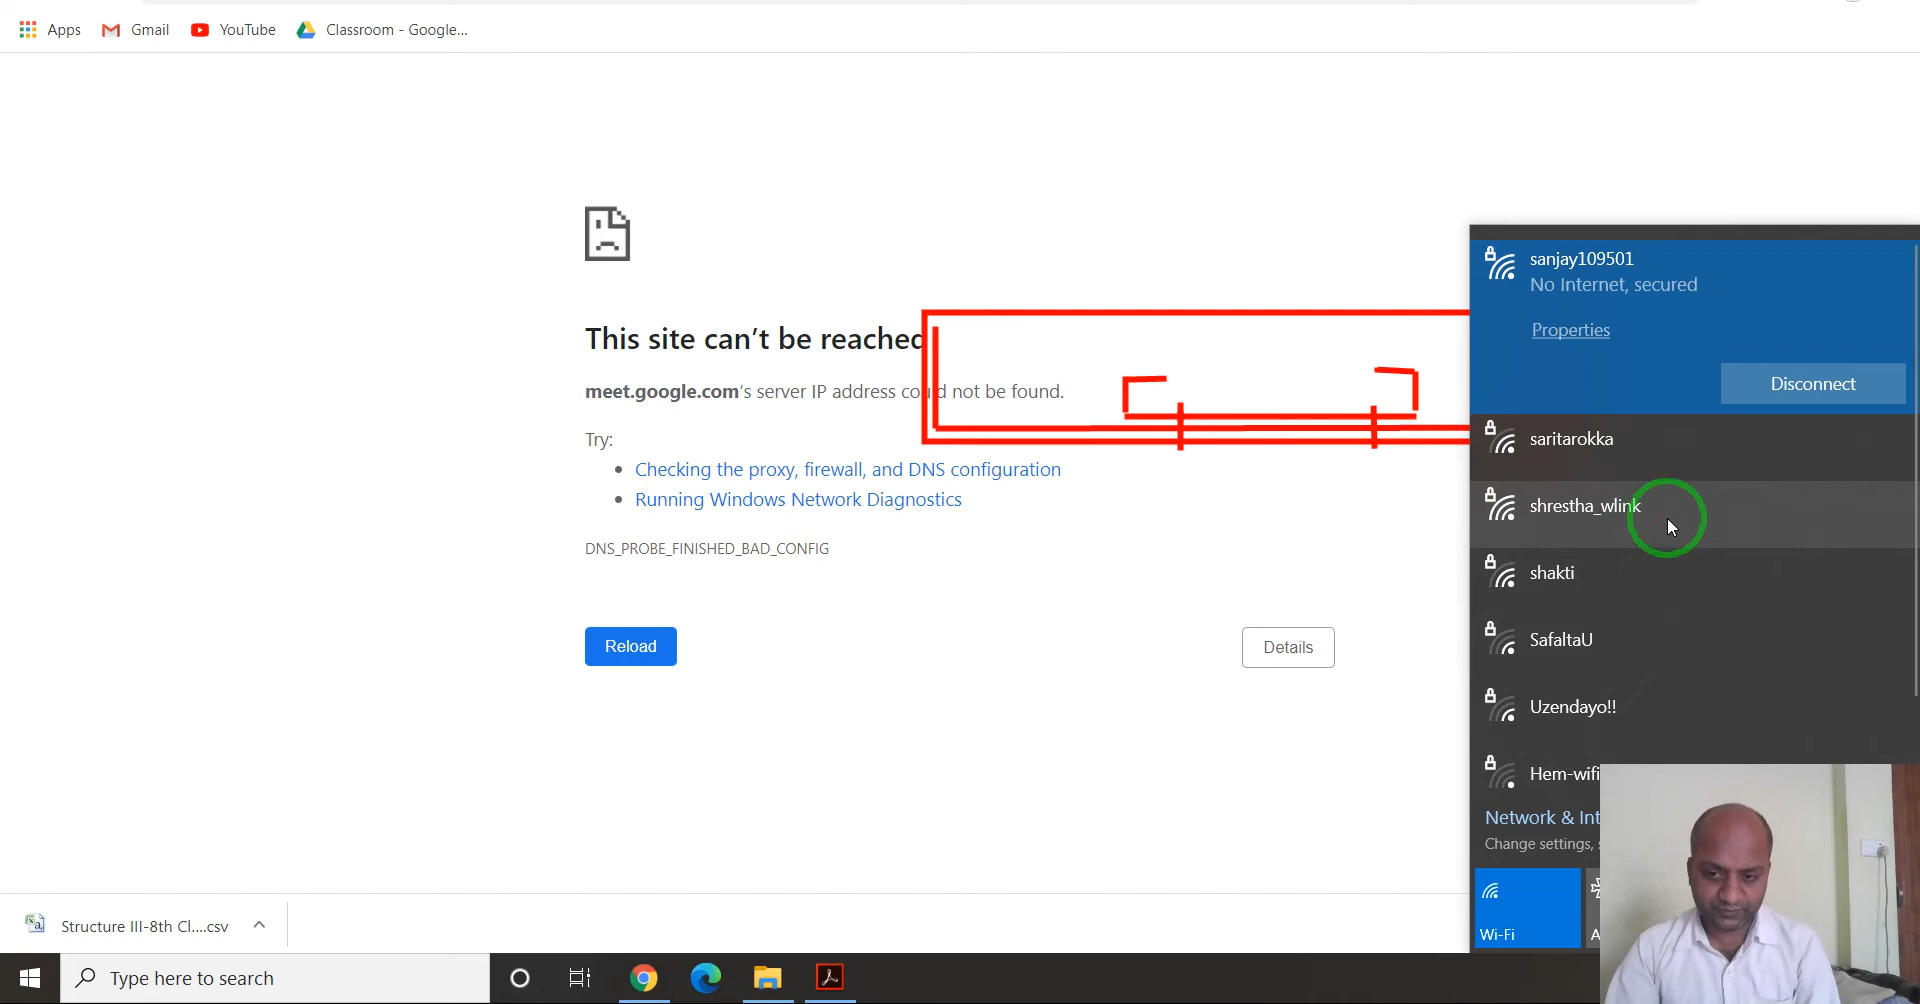 Apps Gmail YouTube Classroom - Google...
This site can't be reached
meet.google.com's server IP address could not be found.
Try:
Checking the proxy, firewall, and DNS configuration
Running Windows Network Diagnostics
DNS_PROBE_FINISHED_BAD_CONFIG
Reload
Details
sanjay109501
No Internet, secured
Properties
Disconnect
saritarokka
shrestha_wlink
shakti
SafaltaU
Uzendayo!!
Hem-wifi
Network & Int
Change settings,
Wi-Fi
A
Structure III-8th Cl....csv
Type here to search